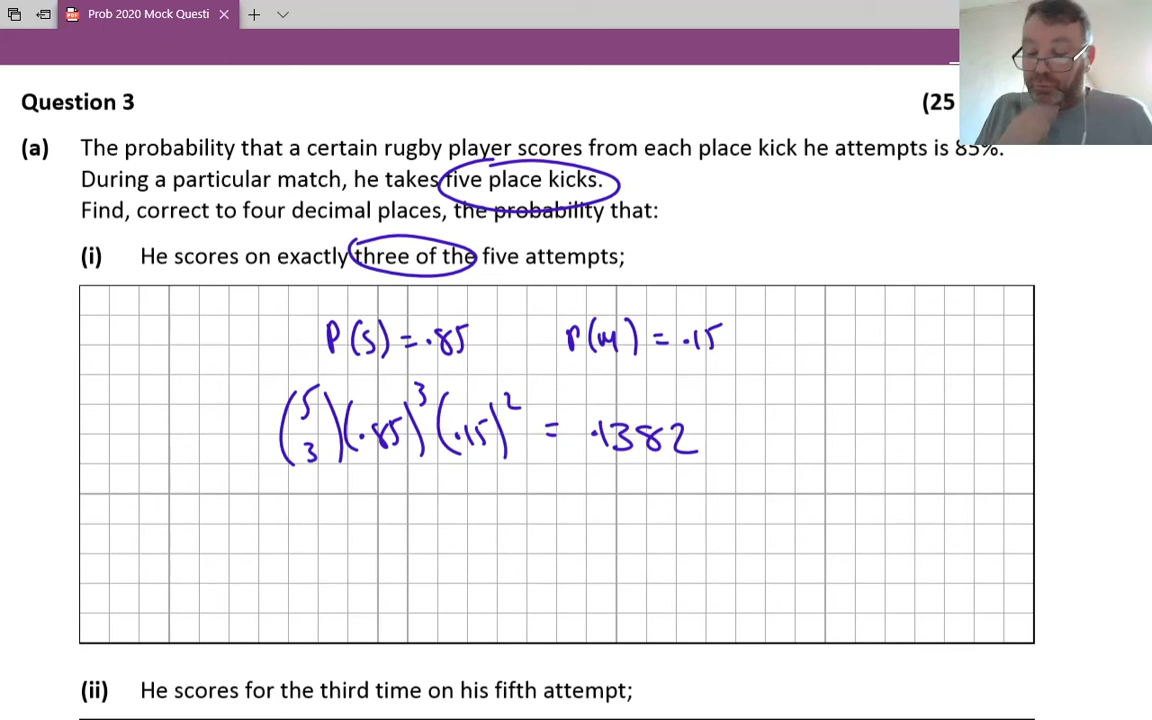 Prob 2020 Mock Questi
Question 3
(25
(a) The probability that a certain rugby player scores from each place kick he attempts is 85%.
During a particular match, he takes five place kicks.
Find, correct to four decimal places, the probability that:
(i) He scores on exactly three of the five attempts;
P(S) = .85 P(M) = .15
(5 3)(.85)^3(.15)^2 = .1382
(ii) He scores for the third time on his fifth attempt;